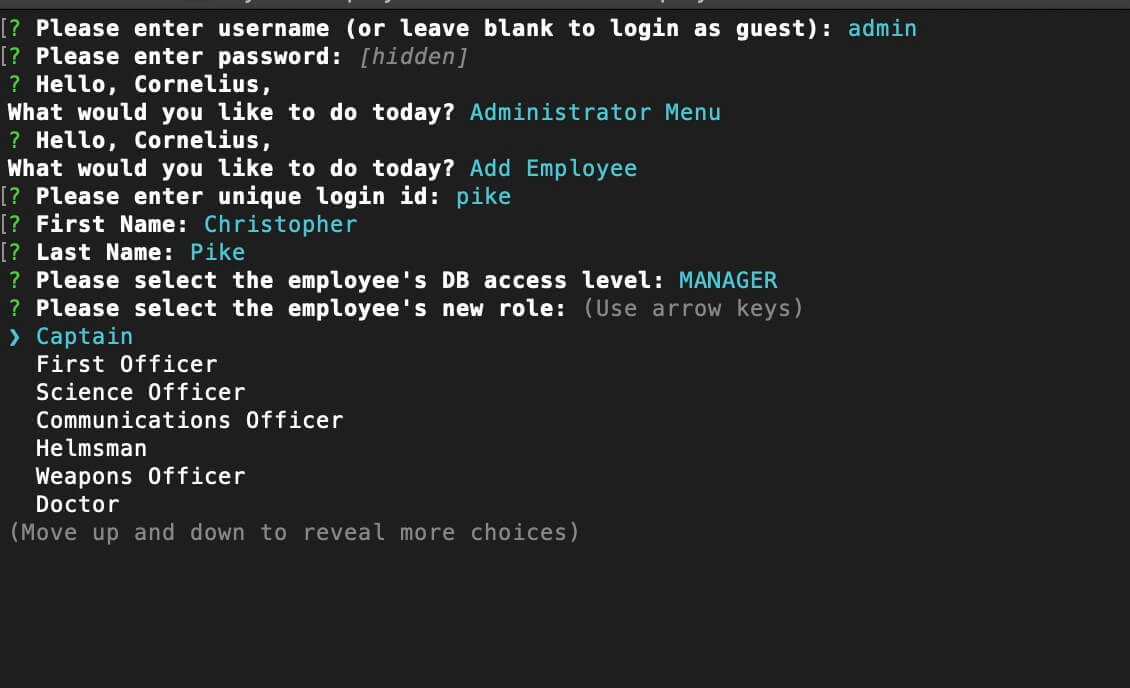 [? Please enter username (or leave blank to login as guest): admin
[? Please enter password: [hidden]
? Hello, Cornelius,
What would you like to do today? Administrator Menu
? Hello, Cornelius,
What would you like to do today? Add Employee
[? Please enter unique login id: pike
[? First Name: Christopher
[? Last Name: Pike
? Please select the employee's DB access level: MANAGER
? Please select the employee's new role: (Use arrow keys)
❯ Captain
First Officer
Science Officer
Communications Officer
Helmsman
Weapons Officer
Doctor
(Move up and down to reveal more choices)